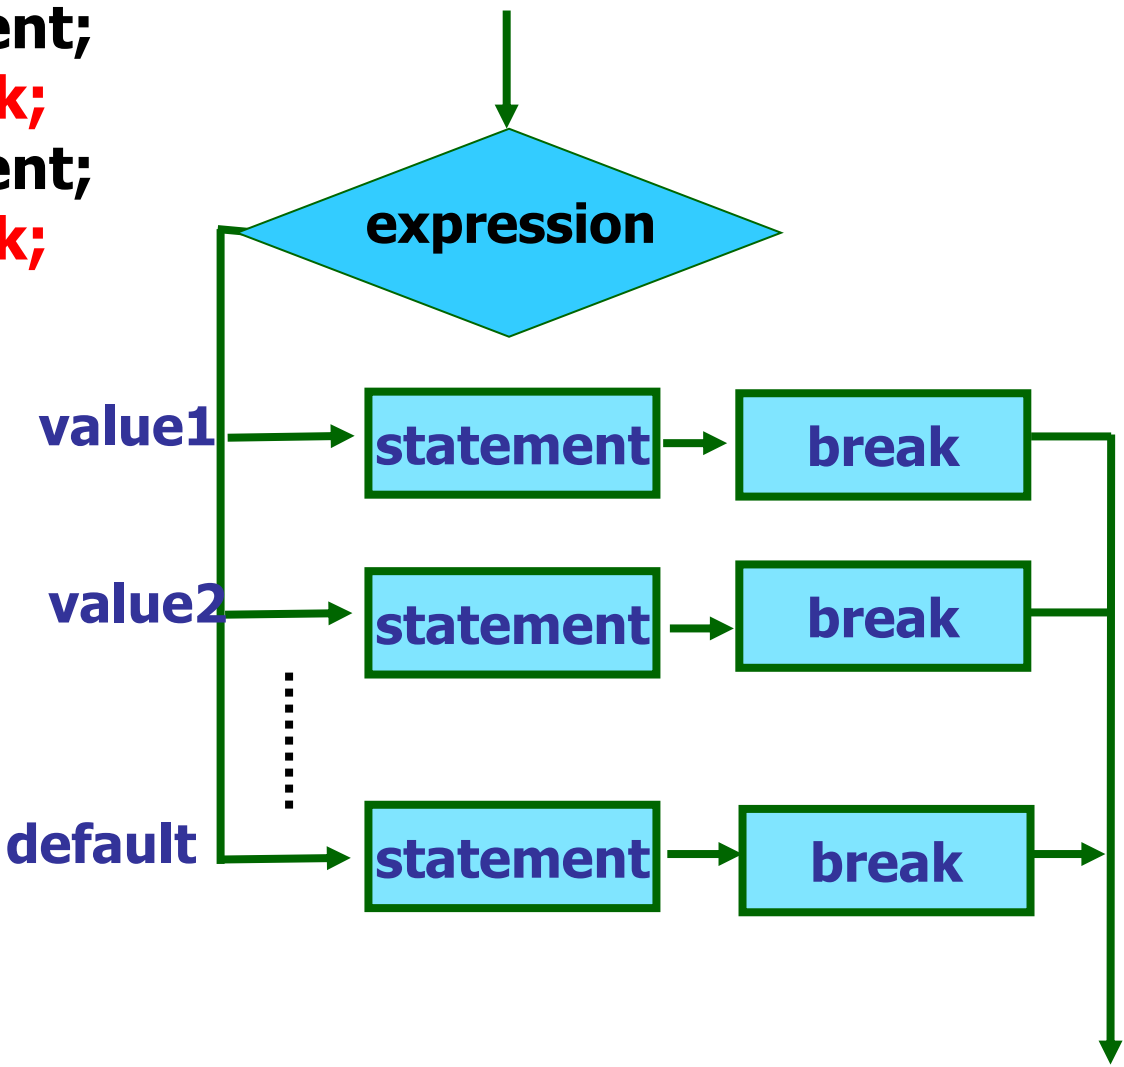 ent;
k;
ent;
k;
expression
value1
statement
break
value2
statement
break
default
statement
break